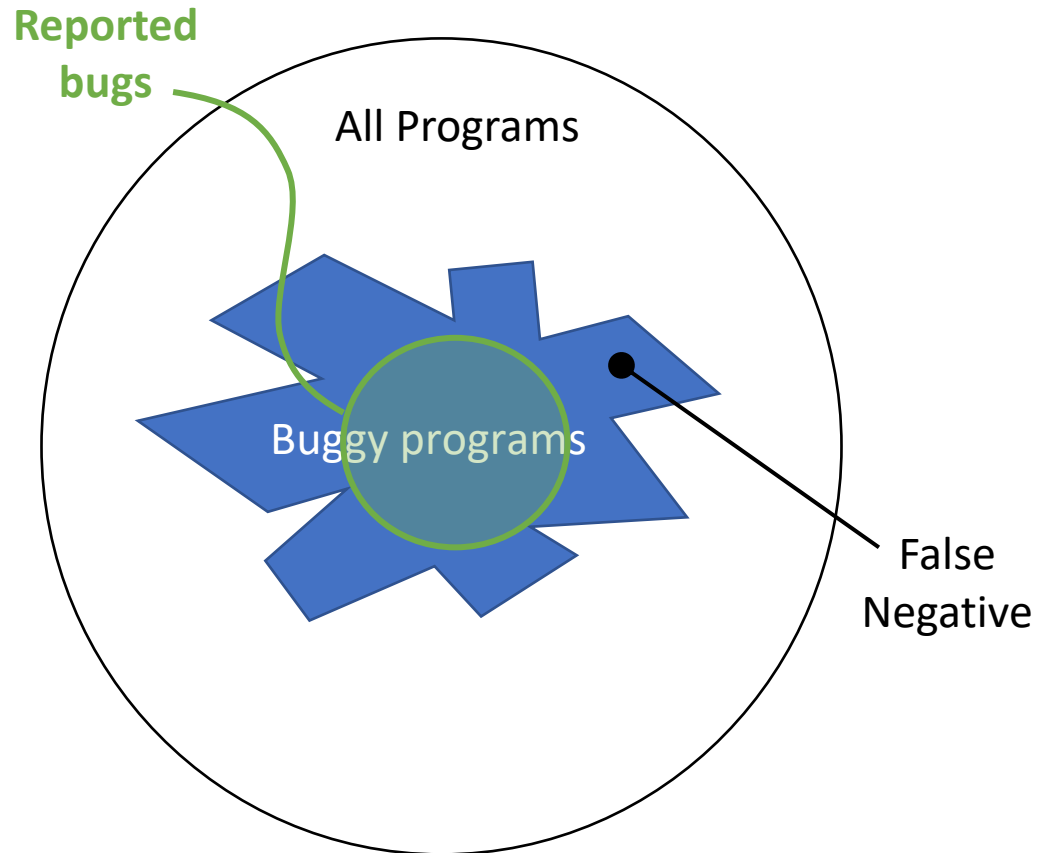 Reported
bugs
All Programs
Buggy programs
False
Negative